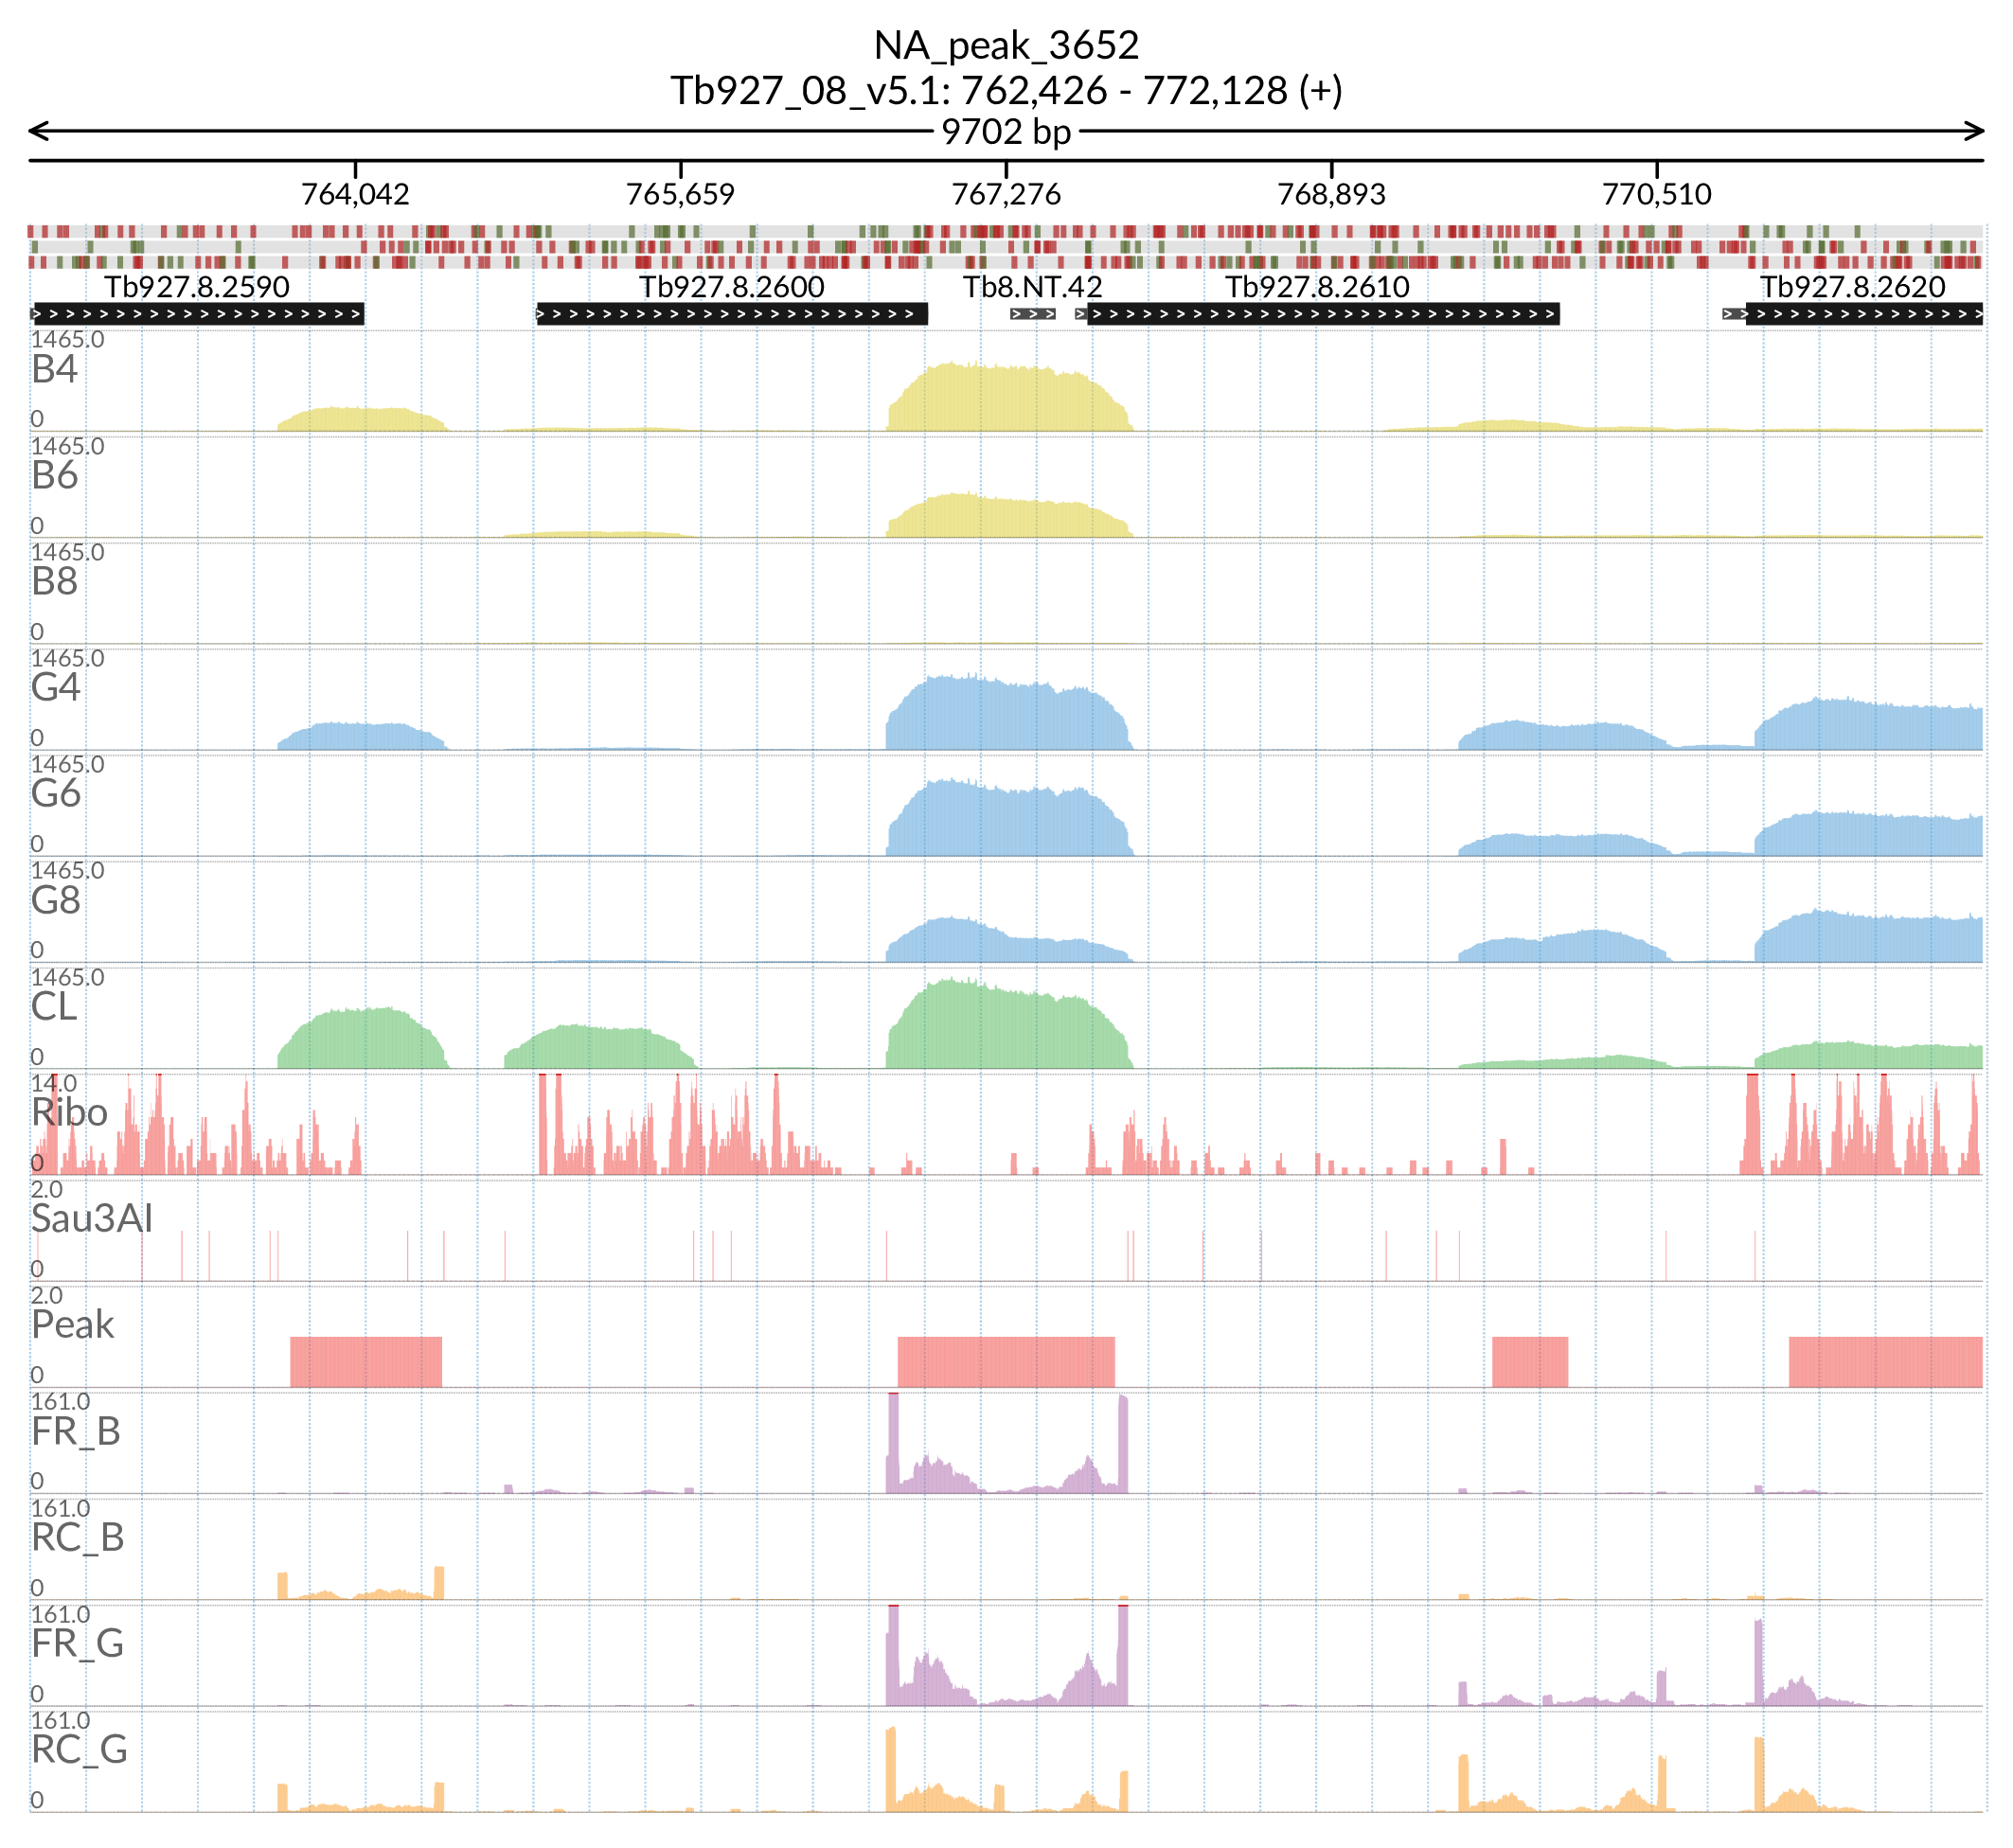 NA_peak_3652
Tb927_08_v5.1: 762,426 - 772,128 (+)
9702 bp
764,042 765,659 767,276 768,893 770,510
Tb927.8.2590 Tb927.8.2600 Tb8.NT.42 Tb927.8.2610 Tb927.8.2620
1465.0
B4
0
1465.0
B6
0
1465.0
B8
0
1465.0
G4
0
1465.0
G6
0
1465.0
G8
0
1465.0
CL
0
14.0
Ribo
0
2.0
Sau3AI
0
2.0
Peak
0
161.0
FR_B
0
161.0
RC_B
0
161.0
FR_G
0
161.0
RC_G
0